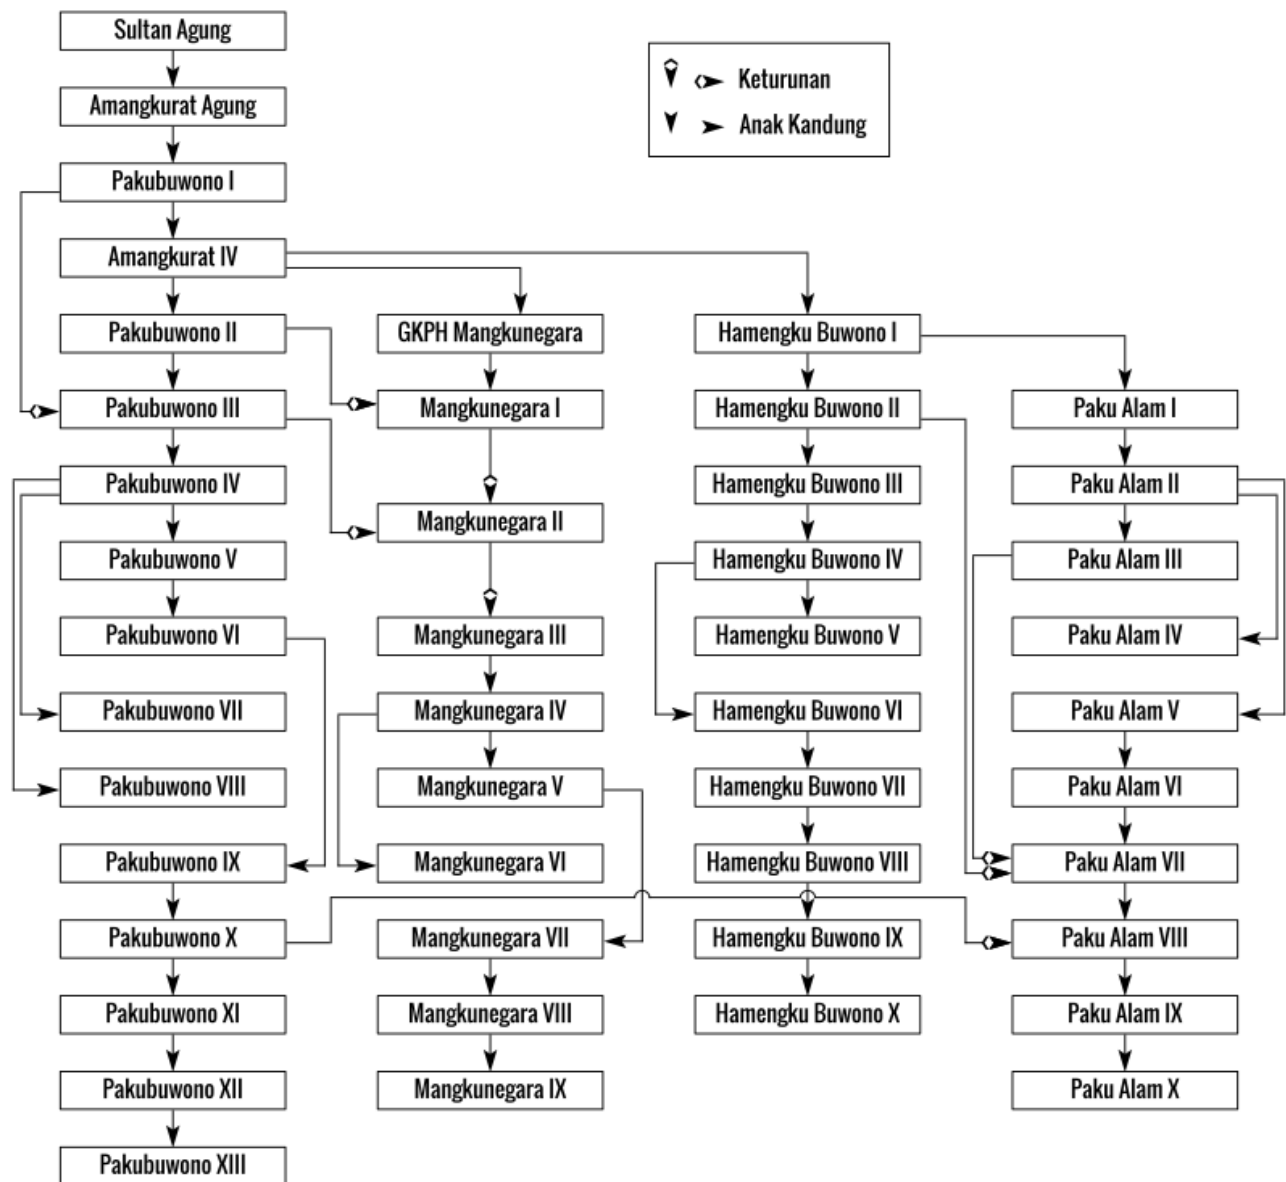 Sultan Agung
Amangkurat Agung
Pakubuwono I
Amangkurat IV
Pakubuwono II
Pakubuwono III
Pakubuwono IV
Pakubuwono V
Pakubuwono VI
Pakubuwono VII
Pakubuwono VIII
Pakubuwono IX
Pakubuwono X
Pakubuwono XI
Pakubuwono XII
Pakubuwono XIII
Keturunan
Anak Kandung
GKPH Mangkunegara
Mangkunegara I
Mangkunegara II
Mangkunegara III
Mangkunegara IV
Mangkunegara V
Mangkunegara VI
Mangkunegara VII
Mangkunegara VIII
Mangkunegara IX
Hamengku Buwono I
Hamengku Buwono II
Hamengku Buwono III
Hamengku Buwono IV
Hamengku Buwono V
Hamengku Buwono VI
Hamengku Buwono VII
Hamengku Buwono VIII
Hamengku Buwono IX
Hamengku Buwono X
Paku Alam I
Paku Alam II
Paku Alam III
Paku Alam IV
Paku Alam V
Paku Alam VI
Paku Alam VII
Paku Alam VIII
Paku Alam IX
Paku Alam X